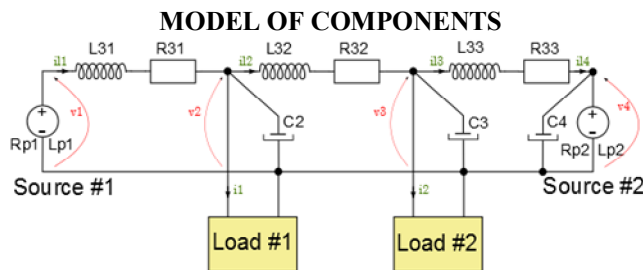 MODEL OF COMPONENTS
L31 R31 L32 R32 L33 R33
il1 il2 il3 il4
v1 v2 v3 v4
C2 C3 C4
Rp1 Lp1 Rp2 Lp2
Source #1 Source #2
i1 i2
Load #1 Load #2